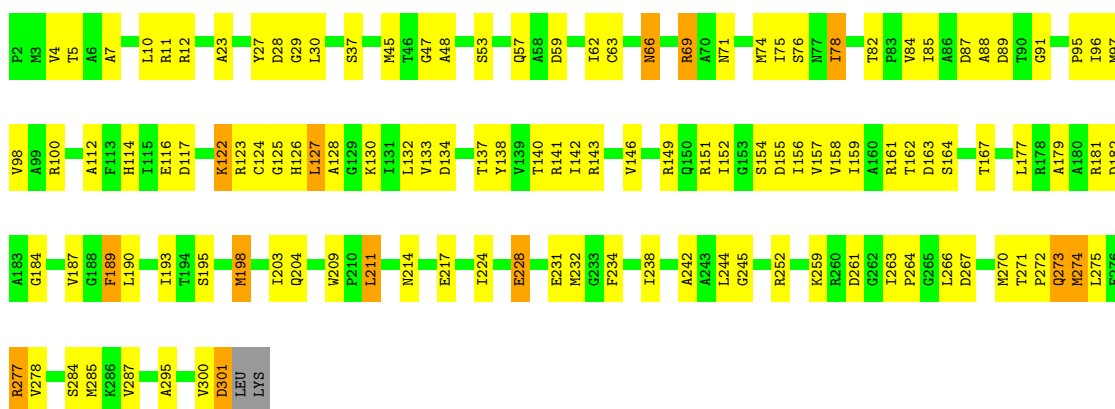 P2 M3 V4 T5 A6 A7 L10 R11 R12 A23 Y27 D28 G29 L30 S37 M45 T46 G47 A48 S53 Q57 A58 D59 I62 C63 N66 R69 A70 N71 M74 I75 S76 N77 I78 T82 P83 V84 I85 A86 D87 A88 D89 T90 G91 P95 I96 M97
V98 A99 R100 A112 F113 H114 I115 E116 D117 K122 R123 C124 G125 H126 L127 A128 G129 K130 I131 L132 V133 D134 T137 Y138 V139 T140 R141 I142 R143 V146 R149 Q150 R151 I152 G153 S154 D155 I156 V157 V158 I159 A160 R161 T162 D163 S164 T167 L177 R178 A179 A180 R181 D182
A183 G184 V187 G188 F189 L190 I193 T194 S195 M198 I203 Q204 W209 P210 L211 N214 E217 I224 E228 E231 M232 G233 F234 I238 A242 A243 L244 G245 R252 K259 R260 D261 G262 I263 P264 G265 L266 D267 M270 T271 P272 Q273 M274 L275 F276
R277 V278 S284 M285 K286 V287 A295 V300 D301 LEU LYS